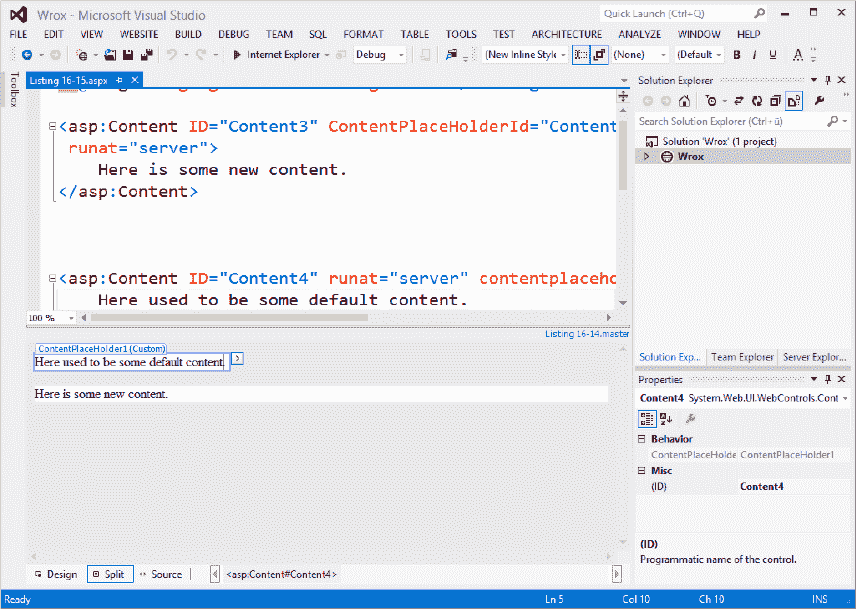 Wrox - Microsoft Visual Studio
Quick Launch (Ctrl+Q)
FILE EDIT VIEW WEBSITE BUILD DEBUG TEAM SQL FORMAT TABLE TOOLS TEST ARCHITECTURE ANALYZE WINDOW HELP
Internet Explorer Debug (New Inline Style (None) (Default B I U A
Toolbox
Listing 16-15.aspx
<asp:Content ID="Content3" ContentPlaceHolderId="Content
runat="server">
Here is some new content.
</asp:Content>
<asp:Content ID="Content4" runat="server" contentplaceho
Here used to be some default content.
100 %
Listing 16-14.master
ContentPlaceHolder1 (Custom)
Here used to be some default content.
Here is some new content.
Design Split Source <asp:Content#Content4>
Solution Explorer
Search Solution Explorer (Ctrl+ü)
Solution 'Wrox' (1 project)
Wrox
Solution Exp... Team Explorer Server Explor...
Properties
Content4 System.Web.UI.WebControls.Cont
Behavior
ContentPlaceHolde ContentPlaceHolder1
Misc
(ID) Content4
(ID)
Programmatic name of the control.
Ready Ln 5 Col 10 Ch 10 INS